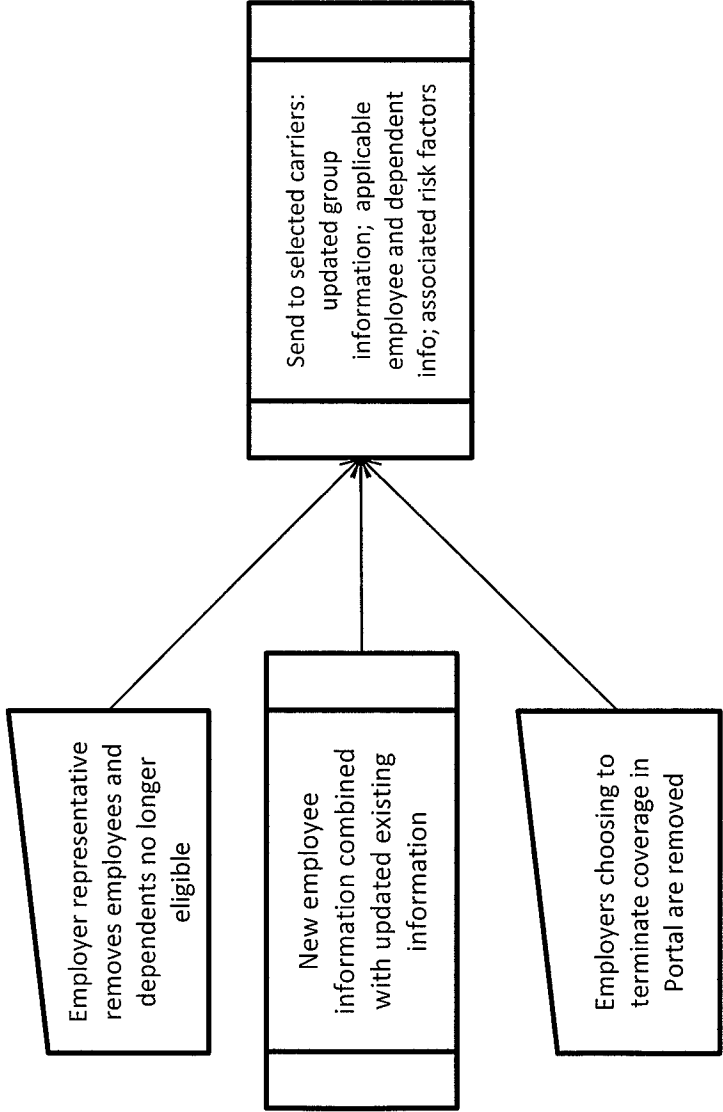 Employer representative
removes employees and
dependents no longer
eligible
New employee
information combined
with updated existing
information
Employers choosing to
terminate coverage in
Portal are removed
Send to selected carriers:
updated group
information; applicable
employee and dependent
info; associated risk factors